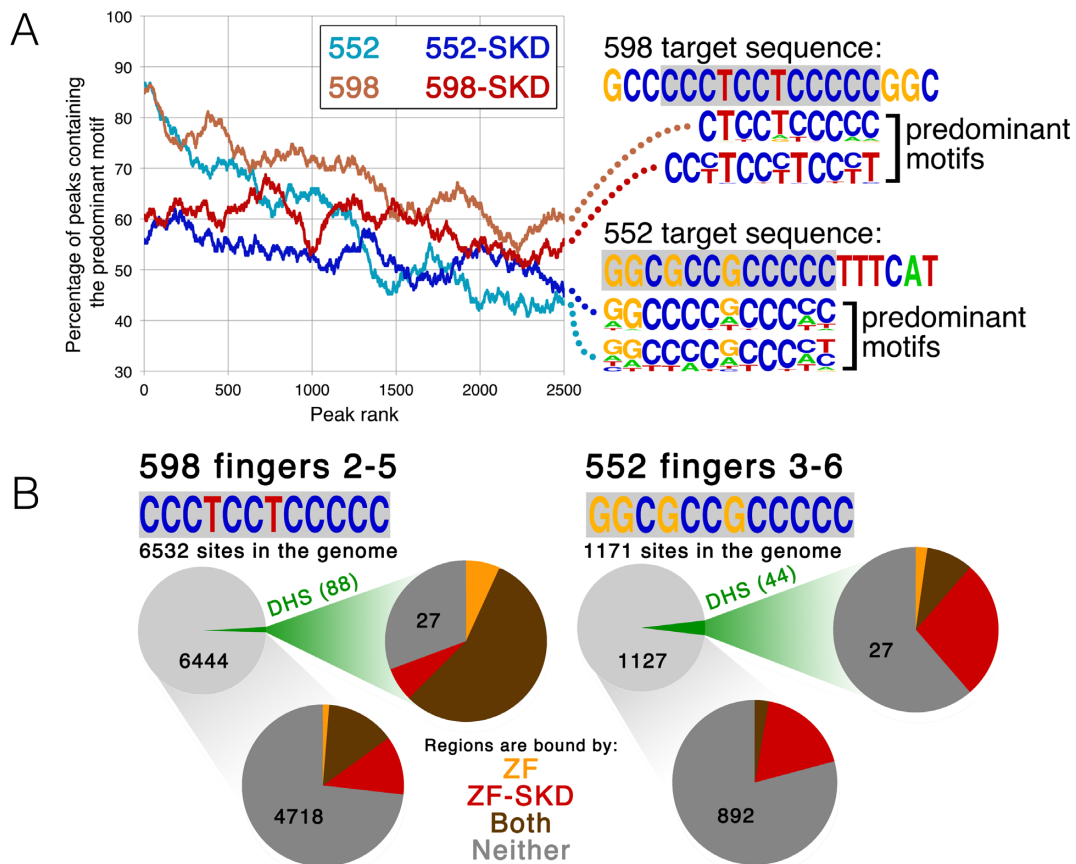 A
100
90
80
70
60
50
40
30
Percentage of peaks containing
the predominant motif
552 552-SKD
598 598-SKD
0 500 1000 1500 2000 2500
Peak rank
598 target sequence:
GCCCCCTCCTCCCCCGGC
predominant
motifs
552 target sequence:
GGCGCCGCCCCCTTTCAT
predominant
motifs
B
598 fingers 2-5
CCCTCCTCCCCC
6532 sites in the genome
DHS (88)
6444
27
4718
552 fingers 3-6
GGCGCCGCCCCC
1171 sites in the genome
DHS (44)
1127
27
892
Regions are bound by:
ZF
ZF-SKD
Both
Neither